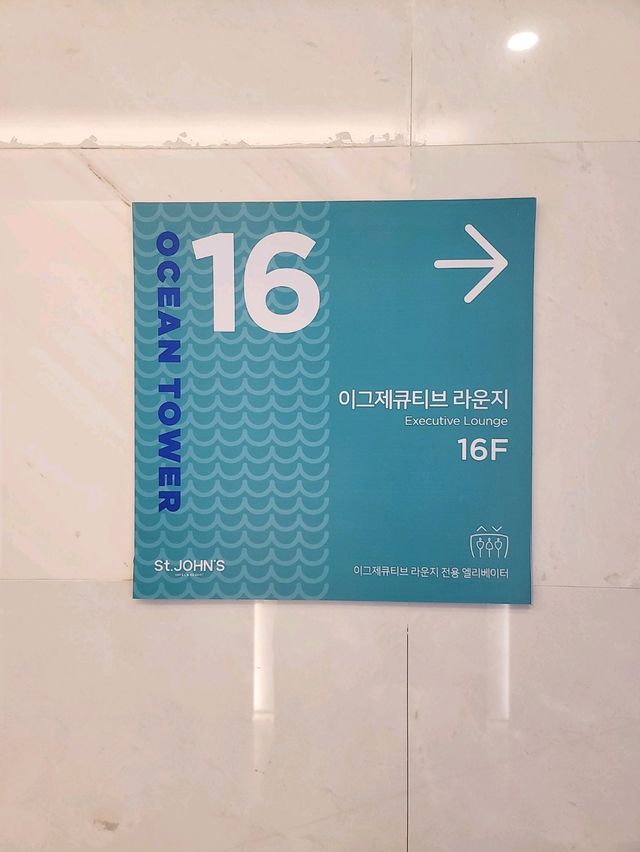 OCEAN TOWER
16
이그제큐티브 라운지
Executive Lounge
16F
St.JOHN'S
이그제큐티브 라운지 전용 엘리베이터